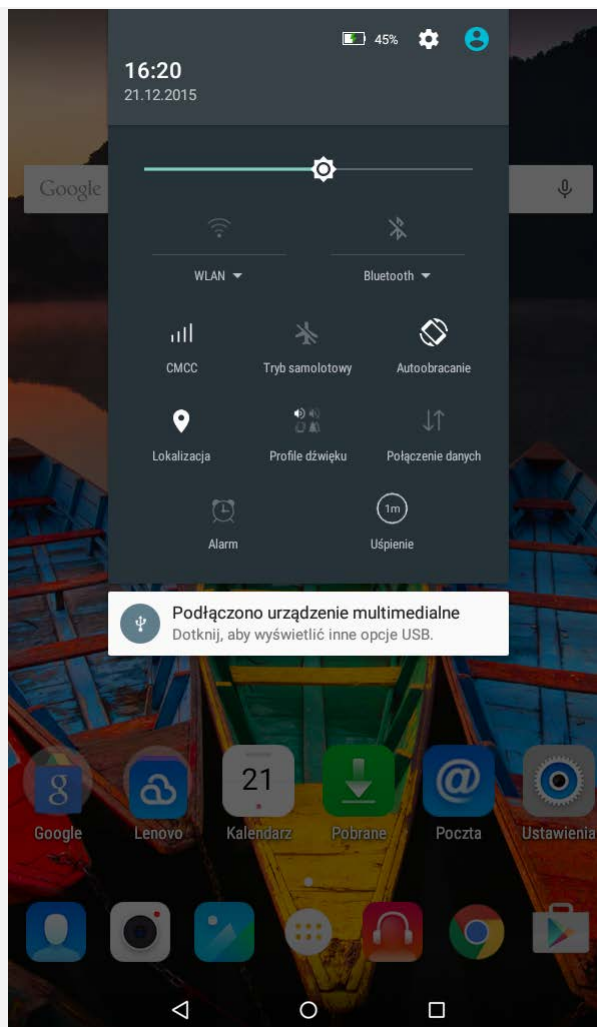 45%
16:20
21.12.2015
Google
WLAN
Bluetooth
CMCC
Tryb samolotowy
Autoobracanie
Lokalizacja
Profile dźwięku
Połączenie danych
1m
Alarm
Uśpienie
Podłączono urządzenie multimedialne
Dotknij, aby wyświetlić inne opcje USB.
g
21
@
Google
Lenovo
Kalendarz
Pobrane
Poczta
Ustawienia